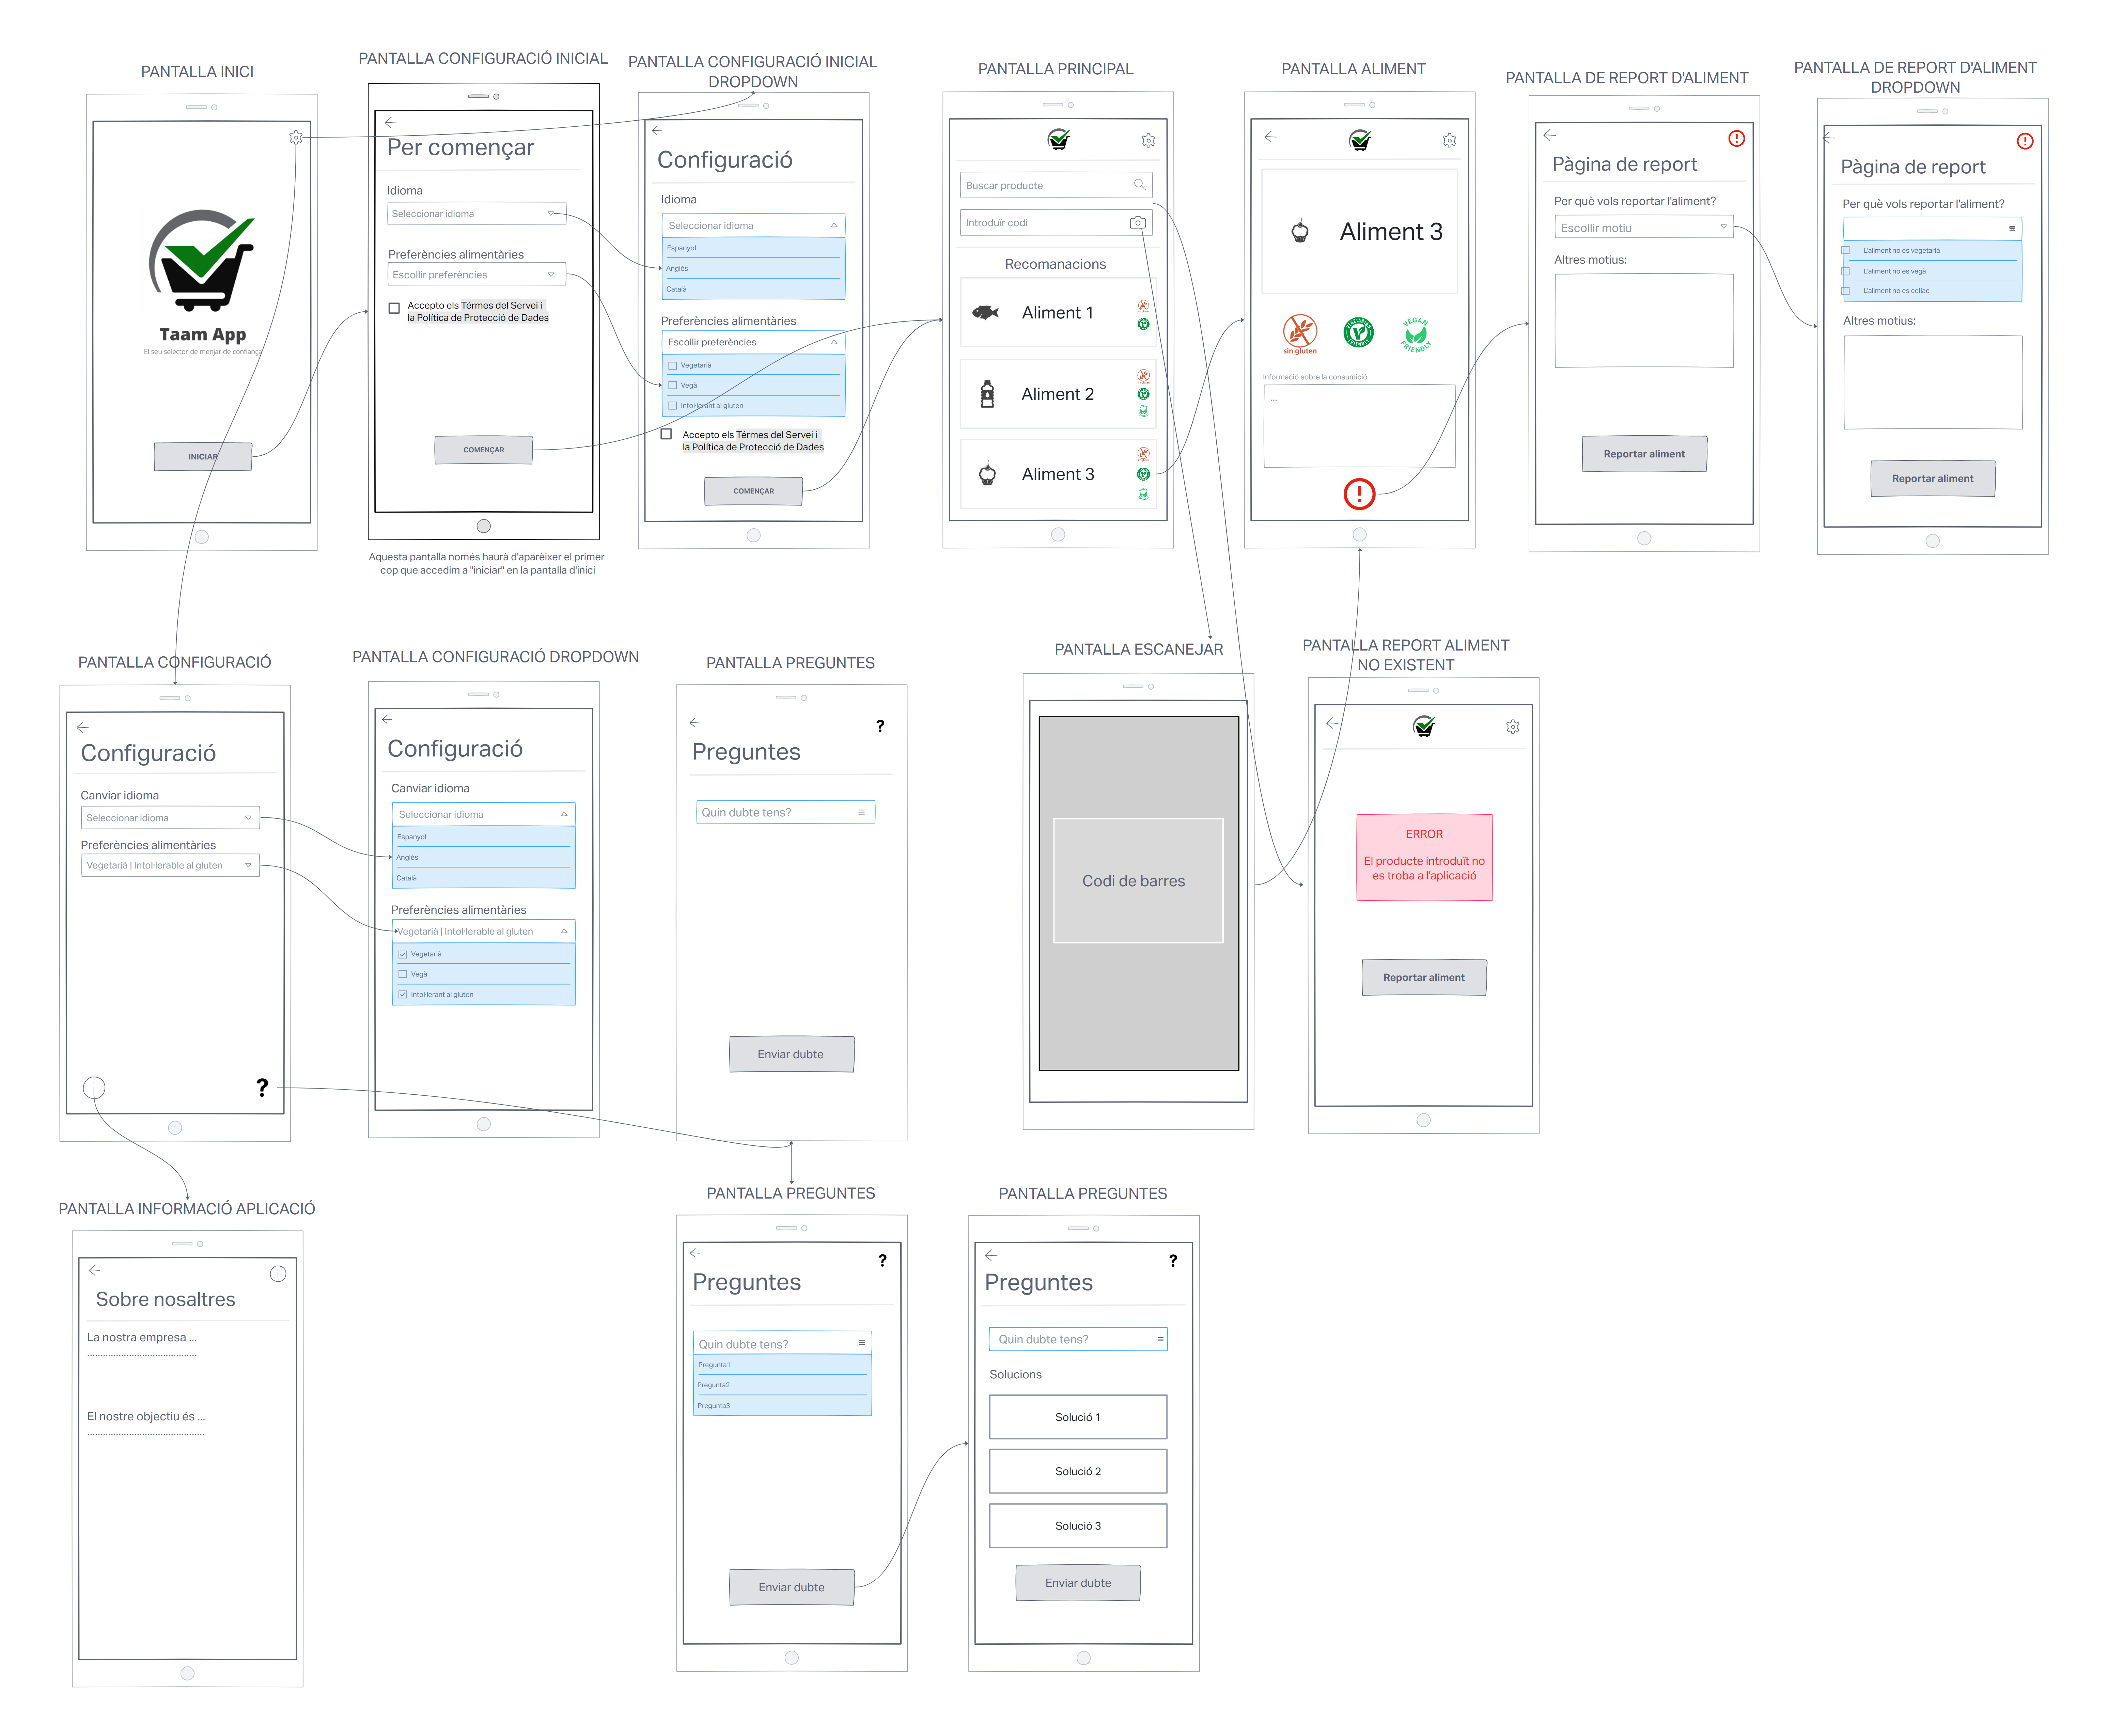 PANTALLA INICI
Taam App
El seu selector de menjar de confiança
INICIAR
PANTALLA CONFIGURACIÓ INICIAL
Per començar
Idioma
Seleccionar idioma
Preferències alimentàries
Escollir preferències
Accepto els Térmes del Servei i
la Política de Protecció de Dades
COMENÇAR
Aquesta pantalla només haurà d'aparèixer el primer
cop que accedim a "iniciar" en la pantalla d'inici
PANTALLA CONFIGURACIÓ INICIAL
DROPDOWN
Configuració
Idioma
Seleccionar idioma
Espanyol
Anglès
Català
Preferències alimentàries
Escollir preferències
Vegetarià
Vegà
Intol·lerant al gluten
Accepto els Térmes del Servei i
la Política de Protecció de Dades
COMENÇAR
PANTALLA PRINCIPAL
Buscar producte
Introduïr codi
Recomanacions
Aliment 1
Aliment 2
Aliment 3
PANTALLA ALIMENT
Aliment 3
sin gluten
VEGETARIAN
FRIENDLY
VEGAN
FRIENDLY
Informació sobre la consumició
...
PANTALLA DE REPORT D'ALIMENT
Pàgina de report
Per què vols reportar l'aliment?
Escollir motiu
Altres motius:
Reportar aliment
PANTALLA DE REPORT D'ALIMENT
DROPDOWN
Pàgina de report
Per què vols reportar l'aliment?
L'aliment no es vegetarià
L'aliment no es vegà
L'aliment no es celíac
Altres motius:
Reportar aliment
PANTALLA CONFIGURACIÓ
Configuració
Canviar idioma
Seleccionar idioma
Preferències alimentàries
Vegetarià | Intol·lerable al gluten
?
PANTALLA CONFIGURACIÓ DROPDOWN
Configuració
Canviar idioma
Seleccionar idioma
Espanyol
Anglès
Català
Preferències alimentàries
Vegetarià | Intol·lerable al gluten
Vegetarià
Vegà
Intol·lerant al gluten
PANTALLA PREGUNTES
?
Preguntes
Quin dubte tens?
Enviar dubte
PANTALLA ESCANEJAR
Codi de barres
PANTALLA REPORT ALIMENT
NO EXISTENT
ERROR
El producte introduït no
es troba a l'aplicació
Reportar aliment
PANTALLA INFORMACIÓ APLICACIÓ
Sobre nosaltres
La nostra empresa ...
El nostre objectiu és ...
PANTALLA PREGUNTES
?
Preguntes
Quin dubte tens?
Pregunta1
Pregunta2
Pregunta3
Enviar dubte
PANTALLA PREGUNTES
?
Preguntes
Quin dubte tens?
Solucions
Solució 1
Solució 2
Solució 3
Enviar dubte